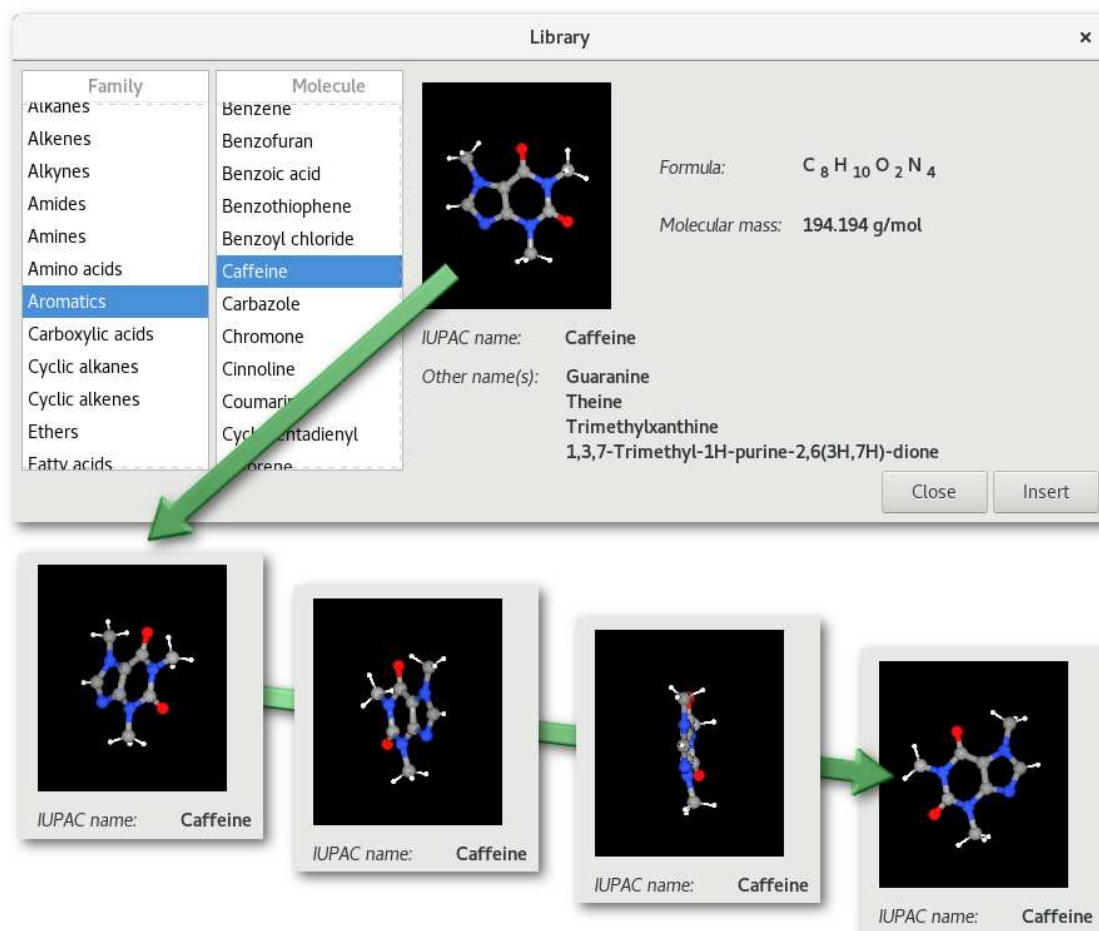 Library
×
Family
Molecule
Alkanes
Alkenes
Alkynes
Amides
Amines
Amino acids
Aromatics
Carboxylic acids
Cyclic alkanes
Cyclic alkenes
Ethers
Fatty acids
Benzene
Benzofuran
Benzoic acid
Benzothiophene
Benzoyl chloride
Caffeine
Carbazole
Chromone
Cinnoline
Formula: C 8 H 10 O 2 N 4
Molecular mass: 194.194 g/mol
IUPAC name: Caffeine
Other name(s): Guaranine
Theine
Trimethylxanthine
1,3,7-Trimethyl-1H-purine-2,6(3H,7H)-dione
Close
Insert
IUPAC name: Caffeine
IUPAC name: Caffeine
IUPAC name: Caffeine
IUPAC name: Caffeine